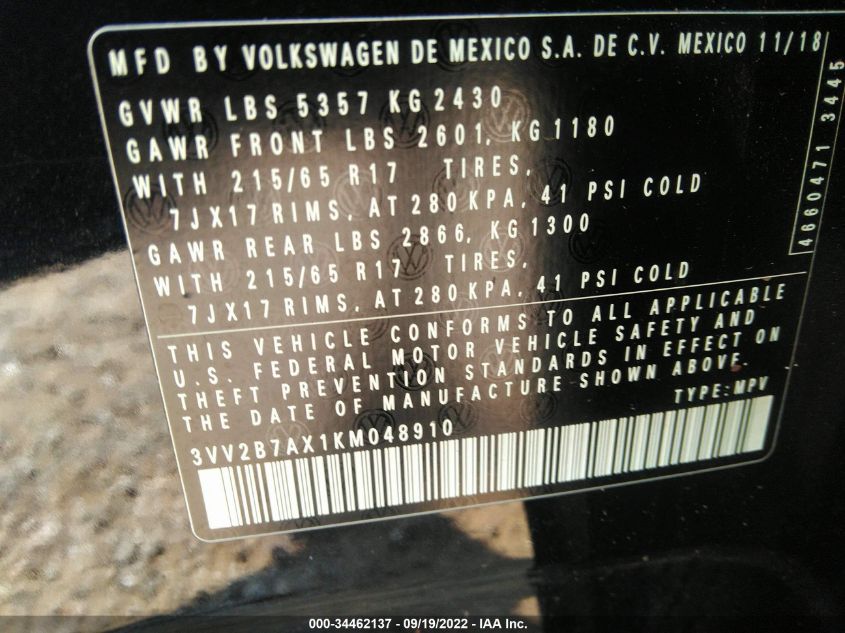 MFD BY VOLKSWAGEN DE MEXICO S.A. DE C.V. MEXICO 11/18
GVWR LBS 5357 KG 2430
GAWR FRONT LBS 2601, KG 1180
WITH 215/65 R17 TIRES,
7JX17 RIMS, AT 280 KPA, 41 PSI COLD
GAWR REAR LBS 2866, KG 1300
WITH 215/65 R17 TIRES,
7JX17 RIMS, AT 280 KPA, 41 PSI COLD
4660471 3445
THIS VEHICLE CONFORMS TO ALL APPLICABLE
U.S. FEDERAL MOTOR VEHICLE SAFETY AND
THEFT PREVENTION STANDARDS IN EFFECT ON
THE DATE OF MANUFACTURE SHOWN ABOVE.
TYPE: MPV
3VV2B7AX1KM048910
000-34462137 - 09/19/2022 - IAA Inc.